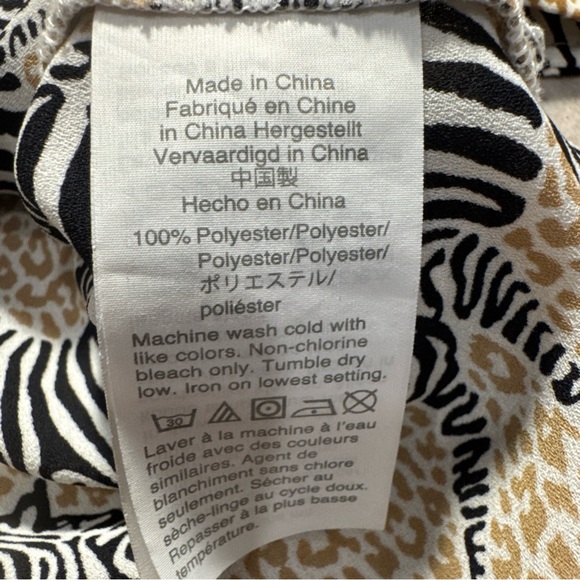 Made in China
Fabriqué en Chine
in China Hergestellt
Vervaardigd in China
中国製
Hecho en China
100% Polyester/Polyester/
Polyester/Polyester/
ポリエステル/
poliéster
Machine wash cold with
like colors. Non-chlorine
bleach only. Tumble dry
low. Iron on lowest setting.
30
Laver à la machine à l'eau
froide avec des couleurs
similaires. Agent de
blanchiment sans chlore
seulement. Sécher au
sèche-linge au cycle doux.
Repasser à la plus basse
température.